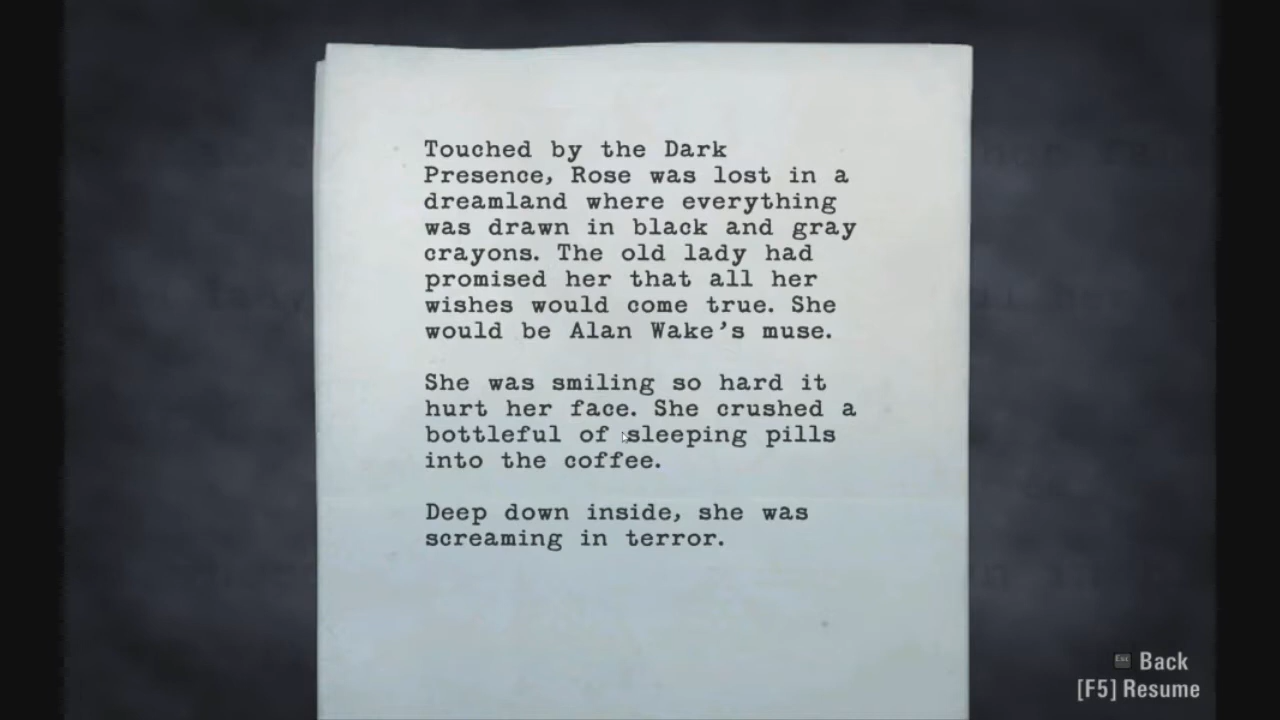 Touched by the Dark
Presence, Rose was lost in a
dreamland where everything
was drawn in black and gray
crayons. The old lady had
promised her that all her
wishes would come true. She
would be Alan Wake's muse.
She was smiling so hard it
hurt her face. She crushed a
bottleful of sleeping pills
into the coffee.
Deep down inside, she was
screaming in terror.
Esc Back
[F5] Resume